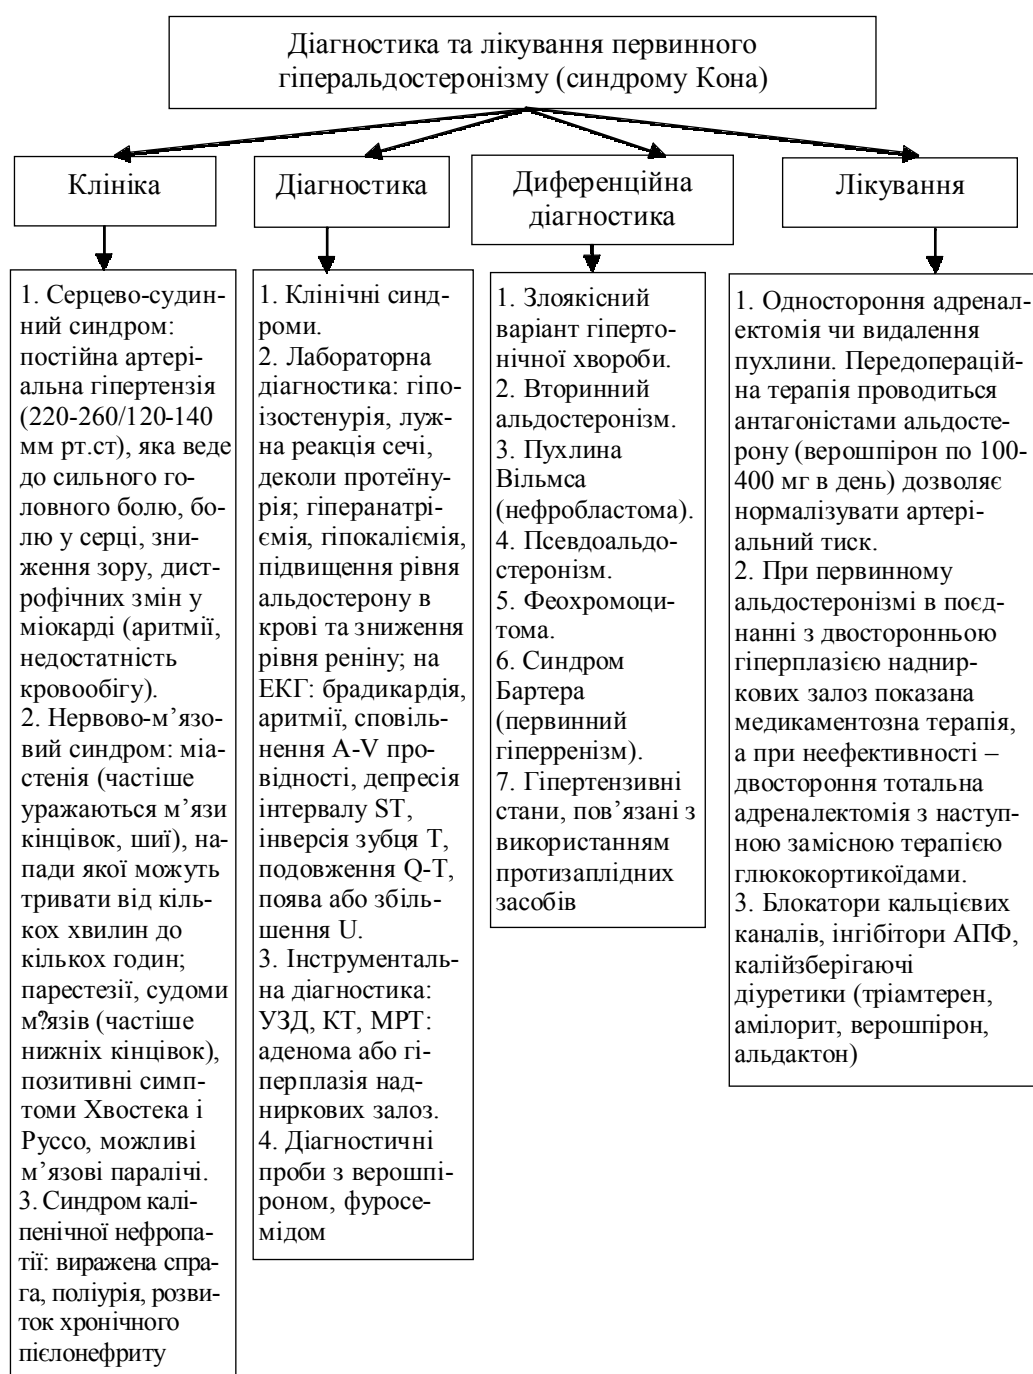 Діагностика та лікування первинного
гіперальдостеронізму (синдрому Кона)
Клініка
Діагностика
Диференційна
діагностика
Лікування
1. Серцево-судин-
ний синдром:
постійна артері-
альна гіпертензія
(220-260/120-140
мм рт.ст), яка веде
до сильного го-
ловного болю, бо-
лю у серці, зни-
ження зору, дист-
рофічних змін у
міокарді (аритмії,
недостатність
кровообігу).
2. Нервово-м’язо-
вий синдром: міа-
стенія (частіше
уражаються м’язи
кінцівок, шиї), на-
пади якої можуть
тривати від кіль-
кох хвилин до
кількох годин;
парестезії, судоми
м?язів (частіше
нижніх кінцівок),
позитивні симп-
томи Хвостека і
Руссо, можливі
м’язові паралічі.
3. Синдром калі-
пенічної нефропа-
тії: виражена спра-
га, поліурія, розви-
ток хронічного
пієлонефриту
1. Клінічні синд-
роми.
2. Лабораторна
діагностика: гіпо-
ізостенурія, луж-
на реакція сечі,
деколи протеїну-
рія; гіперанатрі-
ємія, гіпокаліємія,
підвищення рівня
альдостерону в
крові та зниження
рівня реніну; на
ЕКГ: брадикардія,
аритмії, сповіль-
нення A-V про-
відності, депресія
інтервалу ST,
інверсія зубця Т,
подовження Q-T,
поява або збіль-
шення U.
3. Інструменталь-
на діагностика:
УЗД, КТ, МРТ:
аденома або гі-
перплазія над-
ниркових залоз.
4. Діагностичні
проби з верошпі-
роном, фуросе-
мідом
1. Злоякісний
варіант гіперто-
нічної хвороби.
2. Вторинний
альдостеронізм.
3. Пухлина
Вільмса
(нефробластома).
4. Псевдоальдо-
стеронізм.
5. Феохромоци-
тома.
6. Синдром
Бартера
(первинний
гіперренізм).
7. Гіпертензивні
стани, пов’язані з
використанням
протизаплідних
засобів
1. Одностороння адренал-
ектомія чи видалення
пухлини. Передоперацій-
на терапія проводиться
антагоністами альдосте-
рону (верошпірон по 100-
400 мг в день) дозволяє
нормалізувати артері-
альний тиск.
2. При первинному
альдостеронізмі в поєд-
нанні з двосторонньою
гіперплазією наднир-
кових залоз показана
медикаментозна терапія,
а при неефективності –
двостороння тотальна
адреналектомія з наступ-
ною замісною терапією
глюкокортикоїдами.
3. Блокатори кальцієвих
каналів, інгібітори АПФ,
калійзберігаючі
діуретики (тріамтерен,
амілорит, верошпірон,
альдактон)